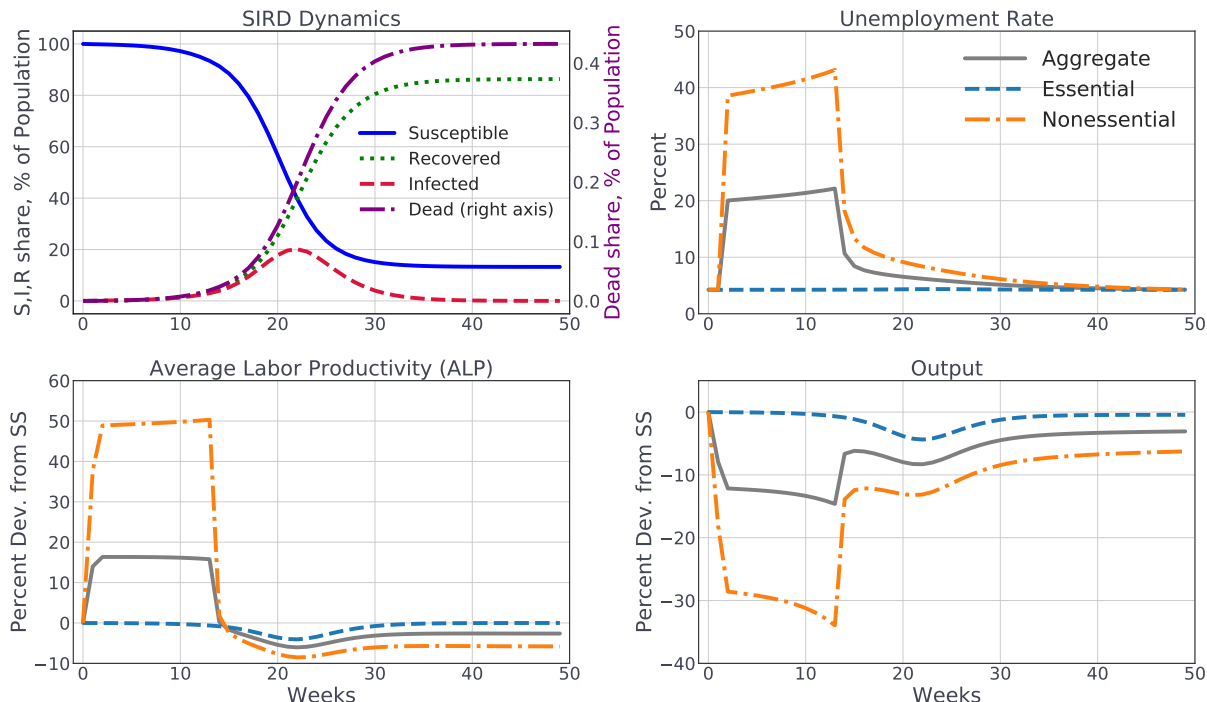 SIRD Dynamics
S,I,R share, % of Population
100
80
60
40
20
0
0.4
0.3
0.2
0.1
0.0
Dead share, % of Population
Susceptible
Recovered
Infected
Dead (right axis)
0 10 20 30 40 50
Unemployment Rate
Percent
50
40
30
20
10
0
Aggregate
Essential
Nonessential
0 10 20 30 40 50
Average Labor Productivity (ALP)
Percent Dev. from SS
60
50
40
30
20
10
0
−10
0 10 20 30 40 50
Weeks
Output
Percent Dev. from SS
0
−10
−20
−30
−40
0 10 20 30 40 50
Weeks